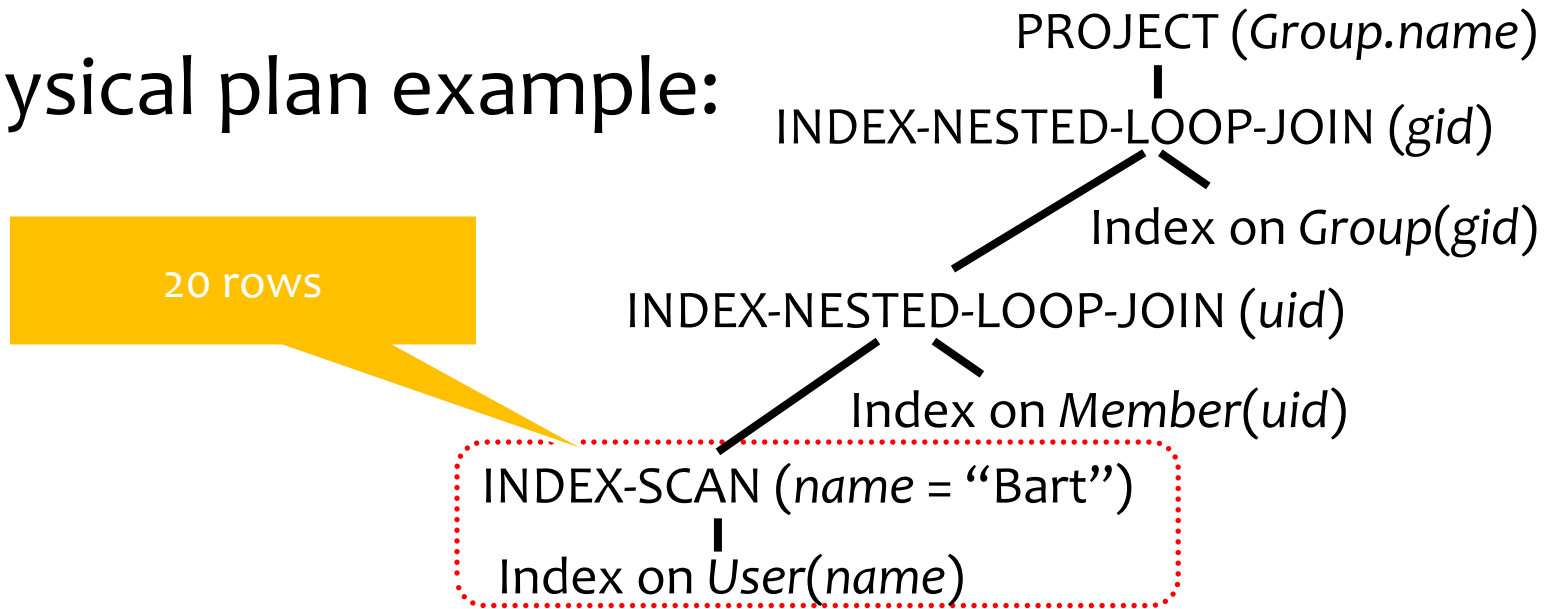 PROJECT (Group.name)
ysical plan example:
INDEX-NESTED-LOOP-JOIN (gid)
Index on Group(gid)
20 rows
INDEX-NESTED-LOOP-JOIN (uid)
Index on Member(uid)
INDEX-SCAN (name = “Bart”)
Index on User(name)